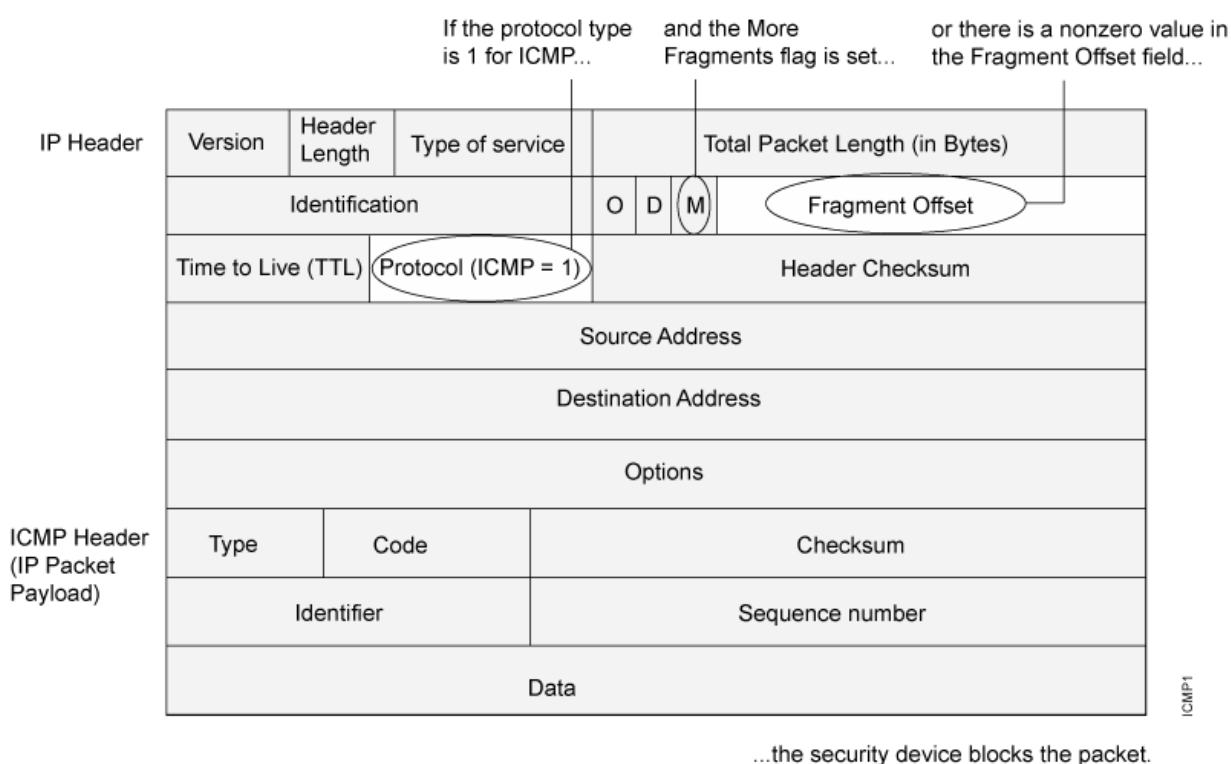 If the protocol type
is 1 for ICMP...
and the More
Fragments flag is set...
or there is a nonzero value in
the Fragment Offset field...
IP Header
Version
Header
Length
Type of service
Total Packet Length (in Bytes)
Identification
O
D
M
Fragment Offset
Time to Live (TTL)
Protocol (ICMP = 1)
Header Checksum
Source Address
Destination Address
Options
ICMP Header
(IP Packet
Payload)
Type
Code
Checksum
Identifier
Sequence number
Data
ICMP1
...the security device blocks the packet.